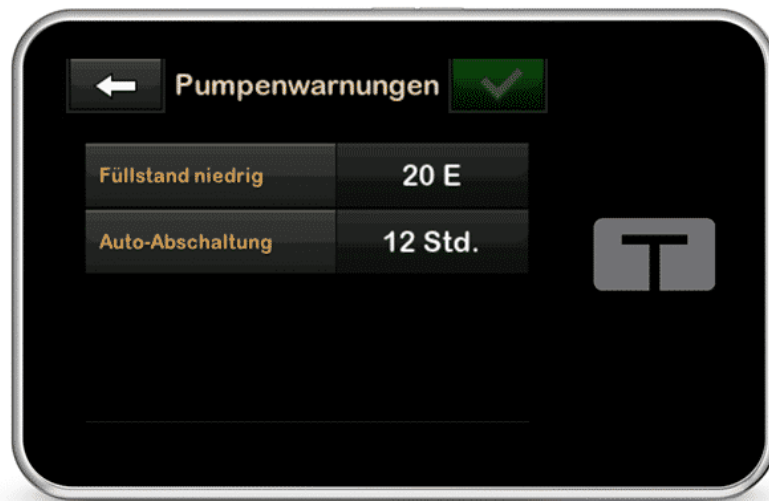 Pumpenwarnungen
Füllstand niedrig 20 E
Auto-Abschaltung 12 Std.
T